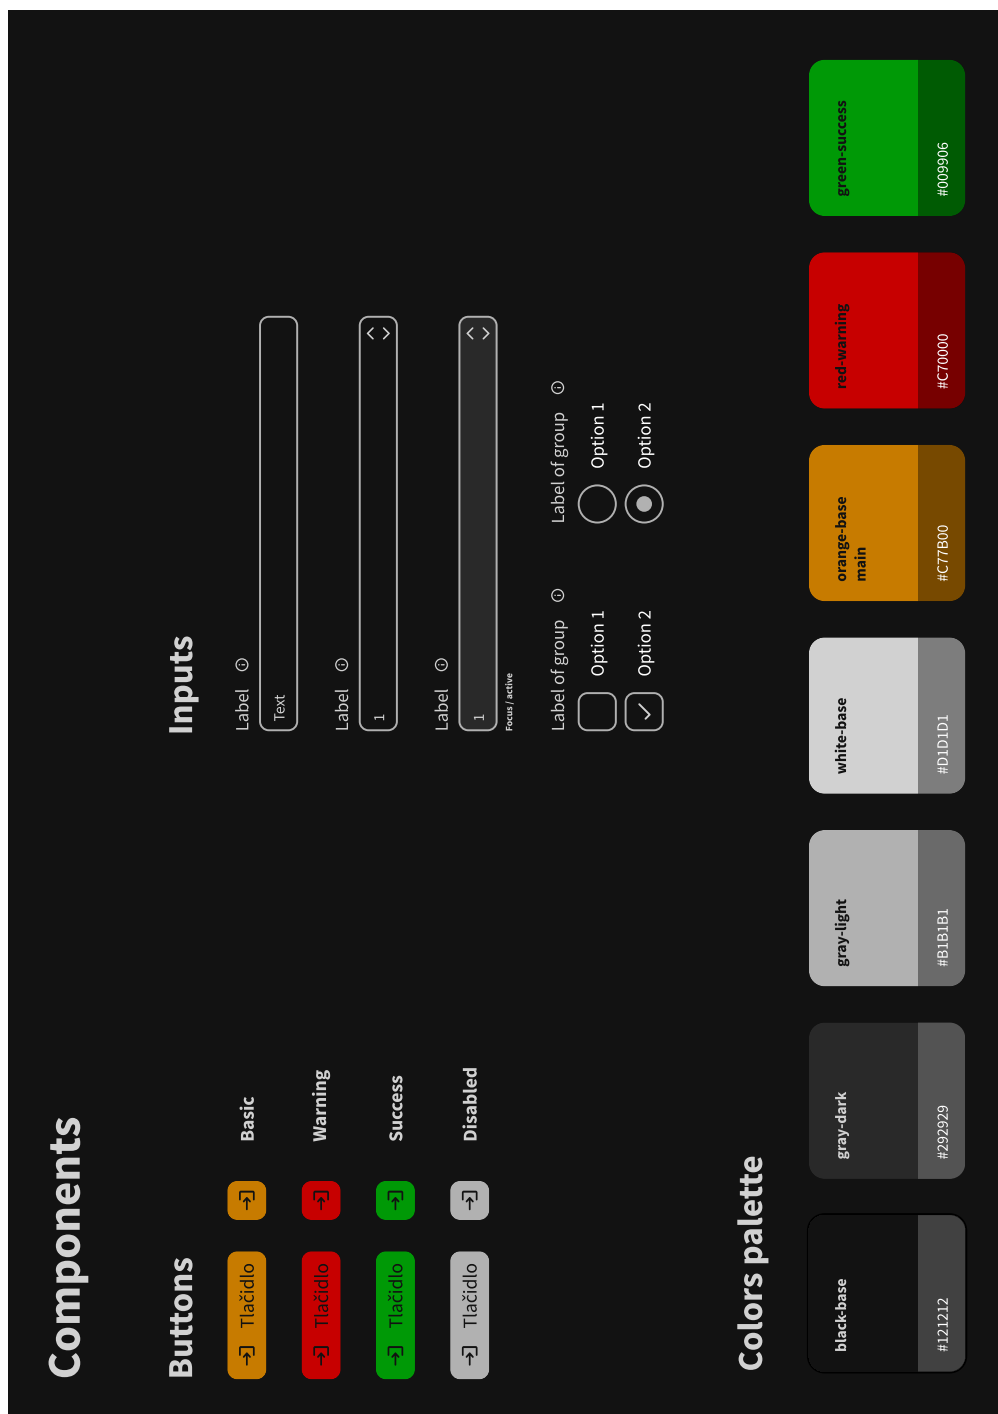 Components
Buttons
Tlačidlo
Basic
Tlačidlo
Warning
Tlačidlo
Success
Tlačidlo
Disabled
Inputs
Label
Text
Label
1
Label
1
Focus / active
Label of group
Option 1
Option 2
Label of group
Option 1
Option 2
Colors palette
black-base
#121212
gray-dark
#292929
gray-light
#B1B1B1
white-base
#D1D1D1
orange-base
main
#C77B00
red-warning
#C70000
green-success
#009906